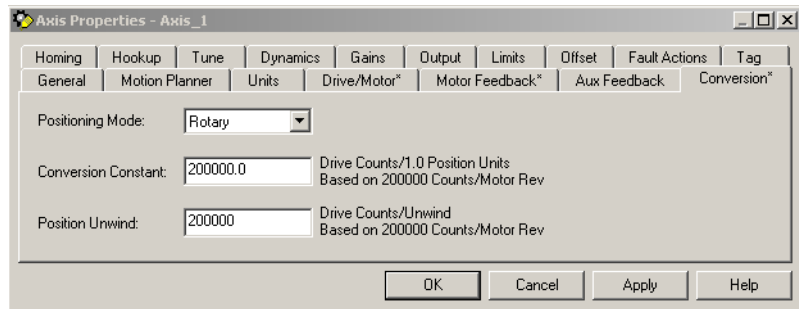 Axis Properties - Axis_1
Homing Hookup Tune Dynamics Gains Output Limits Offset Fault Actions Tag
General Motion Planner Units Drive/Motor* Motor Feedback* Aux Feedback Conversion*
Positioning Mode: Rotary
Conversion Constant: 200000.0 Drive Counts/1.0 Position Units
Based on 200000 Counts/Motor Rev
Position Unwind: 200000 Drive Counts/Unwind
Based on 200000 Counts/Motor Rev
OK Cancel Apply Help